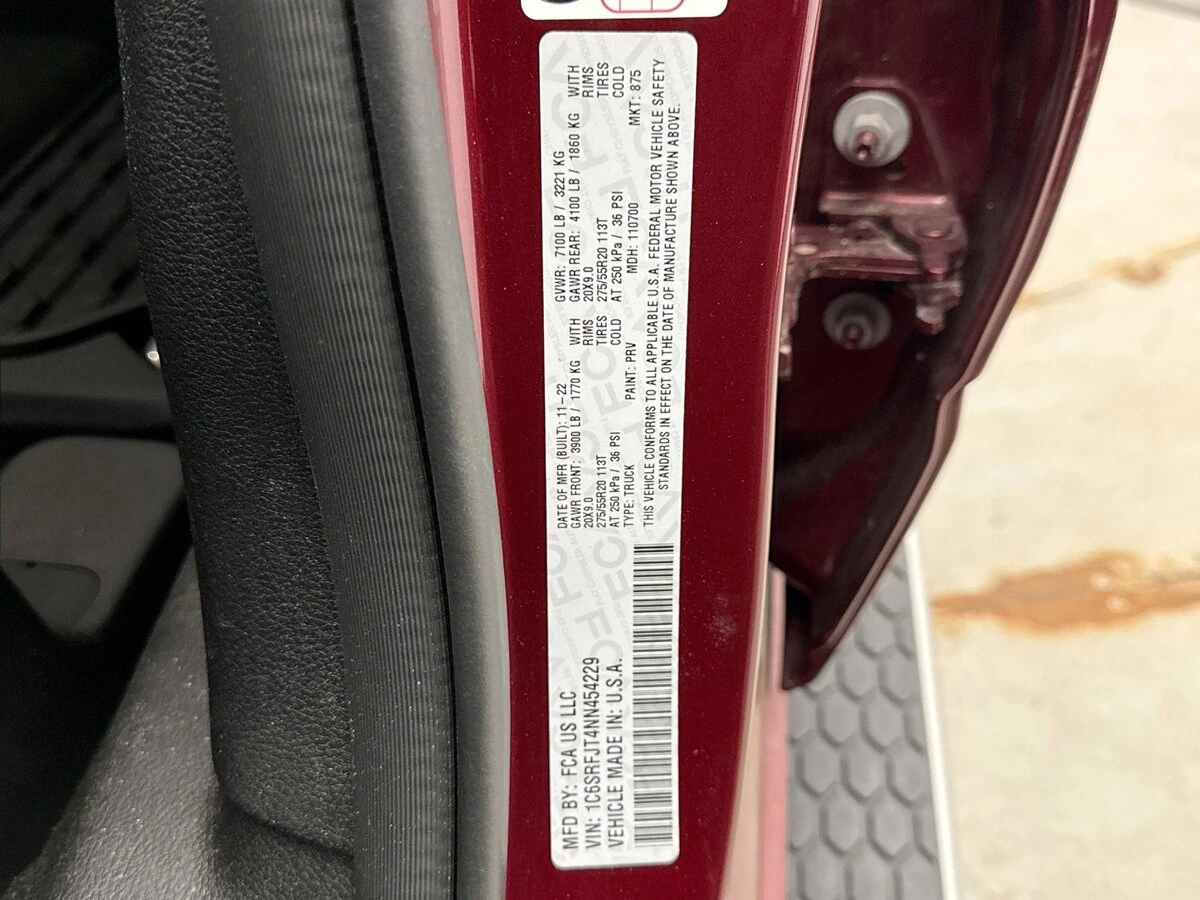 MFD BY: FCA US LLC
VIN: 1C6SRFJT4NN454229
VEHICLE MADE IN: U.S.A.
DATE OF MFR (BUILT): 11-22 GVWR: 7100 LB / 3221 KG WITH
GAWR FRONT: 3900 LB / 1770 KG WITH GAWR REAR: 4100 LB / 1860 KG RIMS
20X9.0 RIMS 20X9.0 TIRES
275/55R20 113T TIRES 275/55R20 113T COLD
AT 250 kPa / 36 PSI COLD AT 250 kPa / 36 PSI
TYPE: TRUCK PAINT: PRV MDH: 110700 MKT: 875
THIS VEHICLE CONFORMS TO ALL APPLICABLE U.S.A. FEDERAL MOTOR VEHICLE SAFETY
STANDARDS IN EFFECT ON THE DATE OF MANUFACTURE SHOWN ABOVE.